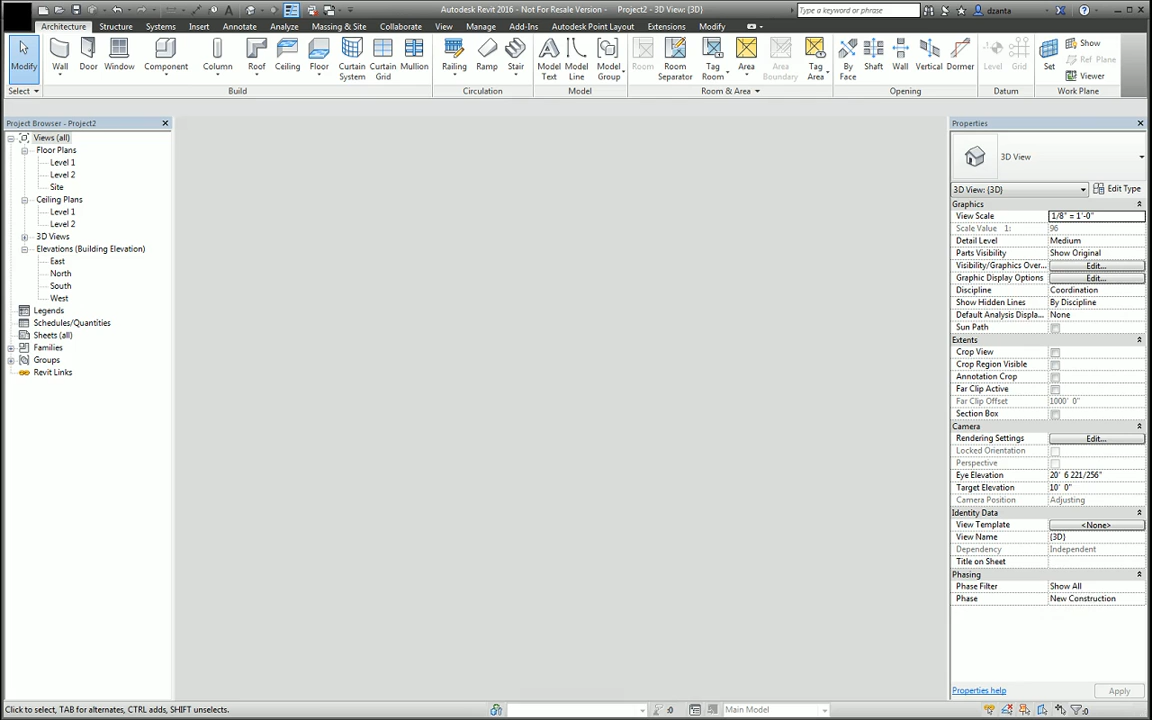 Autodesk Revit 2016 - Not For Resale Version - Project2 - 3D View: {3D}
Type a keyword or phrase
dzanta
Architecture Structure Systems Insert Annotate Analyze Massing & Site Collaborate View Manage Add-Ins Autodesk Point Layout Extensions Modify
Modify Wall Door Window Component Column Roof Ceiling Floor Curtain System Curtain Grid Mullion Railing Ramp Stair Model Text Model Line Model Group Room Room Separator Tag Room Area Area Boundary Tag Area By Face Shaft Wall Vertical Dormer Level Grid Set Show Ref Plane Viewer
Select Build Circulation Model Room & Area Opening Datum Work Plane
Project Browser - Project2
Views (all)
Floor Plans
Level 1
Level 2
Site
Ceiling Plans
Level 1
Level 2
3D Views
Elevations (Building Elevation)
East
North
South
West
Legends
Schedules/Quantities
Sheets (all)
Families
Groups
Revit Links
Properties
3D View
3D View: {3D} Edit Type
Graphics
View Scale 1/8" = 1'-0"
Scale Value 1: 96
Detail Level Medium
Parts Visibility Show Original
Visibility/Graphics Over... Edit...
Graphic Display Options Edit...
Discipline Coordination
Show Hidden Lines By Discipline
Default Analysis Displa... None
Sun Path
Extents
Crop View
Crop Region Visible
Annotation Crop
Far Clip Active
Far Clip Offset 1000' 0"
Section Box
Camera
Rendering Settings Edit...
Locked Orientation
Perspective
Eye Elevation 20' 6 221/256"
Target Elevation 10' 0"
Camera Position Adjusting
Identity Data
View Template <None>
View Name {3D}
Dependency Independent
Title on Sheet
Phasing
Phase Filter Show All
Phase New Construction
Properties help Apply
Click to select, TAB for alternates, CTRL adds, SHIFT unselects. :0 Main Model :0